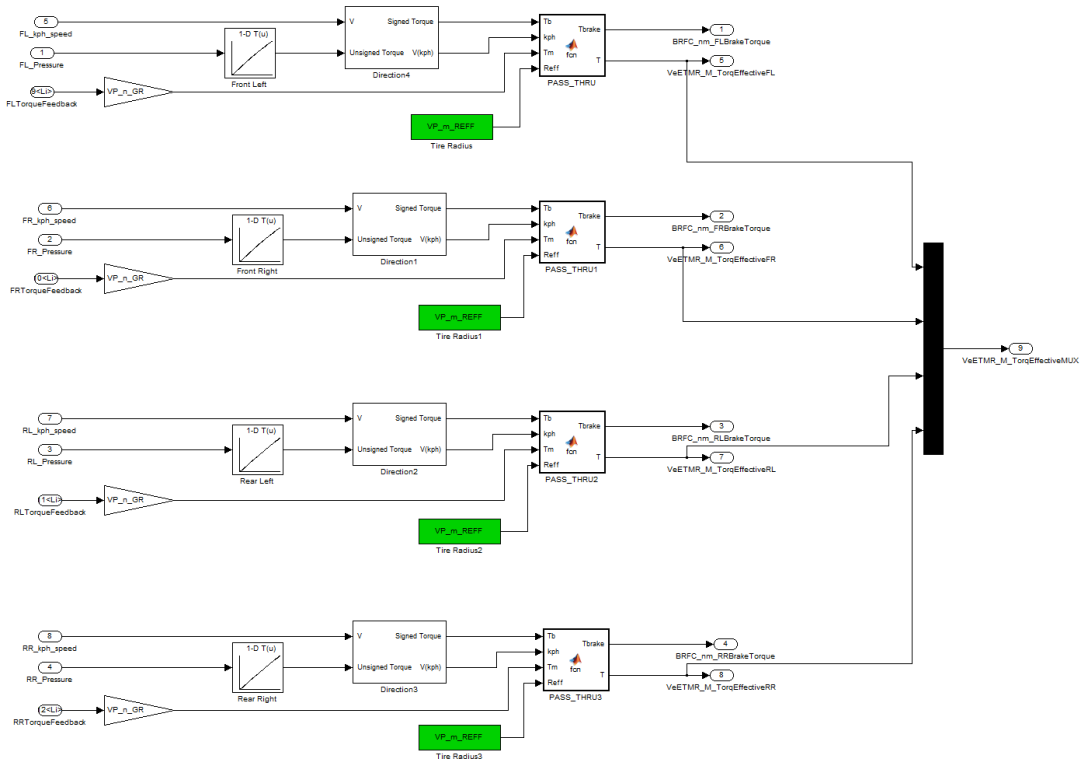 5
FL_kph_speed
1
FL_Pressure
9<Li>
FLTorqueFeedback
VP_n_GR
1-D T(u)
Front Left
V
Signed Torque
Unsigned Torque
V(kph)
Direction4
VP_m_REFF
Tire Radius
Tb
kph
Tm
Reff
fcn
Tbrake
T
PASS_THRU
1
BRFC_nm_FLBrakeTorque
5
VeETMR_M_TorqEffectiveFL
6
FR_kph_speed
2
FR_Pressure
0<Li>
FRTorqueFeedback
VP_n_GR
1-D T(u)
Front Right
V
Signed Torque
Unsigned Torque
V(kph)
Direction1
VP_m_REFF
Tire Radius1
Tb
kph
Tm
Reff
fcn
Tbrake
T
PASS_THRU1
2
BRFC_nm_FRBrakeTorque
6
VeETMR_M_TorqEffectiveFR
9
VeETMR_M_TorqEffectiveMUX
7
RL_kph_speed
3
RL_Pressure
1<Li>
RLTorqueFeedback
VP_n_GR
1-D T(u)
Rear Left
V
Signed Torque
Unsigned Torque
V(kph)
Direction2
VP_m_REFF
Tire Radius2
Tb
kph
Tm
Reff
fcn
Tbrake
T
PASS_THRU2
3
BRFC_nm_RLBrakeTorque
7
VeETMR_M_TorqEffectiveRL
8
RR_kph_speed
4
RR_Pressure
2<Li>
RRTorqueFeedback
VP_n_GR
1-D T(u)
Rear Right
V
Signed Torque
Unsigned Torque
V(kph)
Direction3
VP_m_REFF
Tire Radius3
Tb
kph
Tm
Reff
fcn
Tbrake
T
PASS_THRU3
4
BRFC_nm_RRBrakeTorque
8
VeETMR_M_TorqEffectiveRR